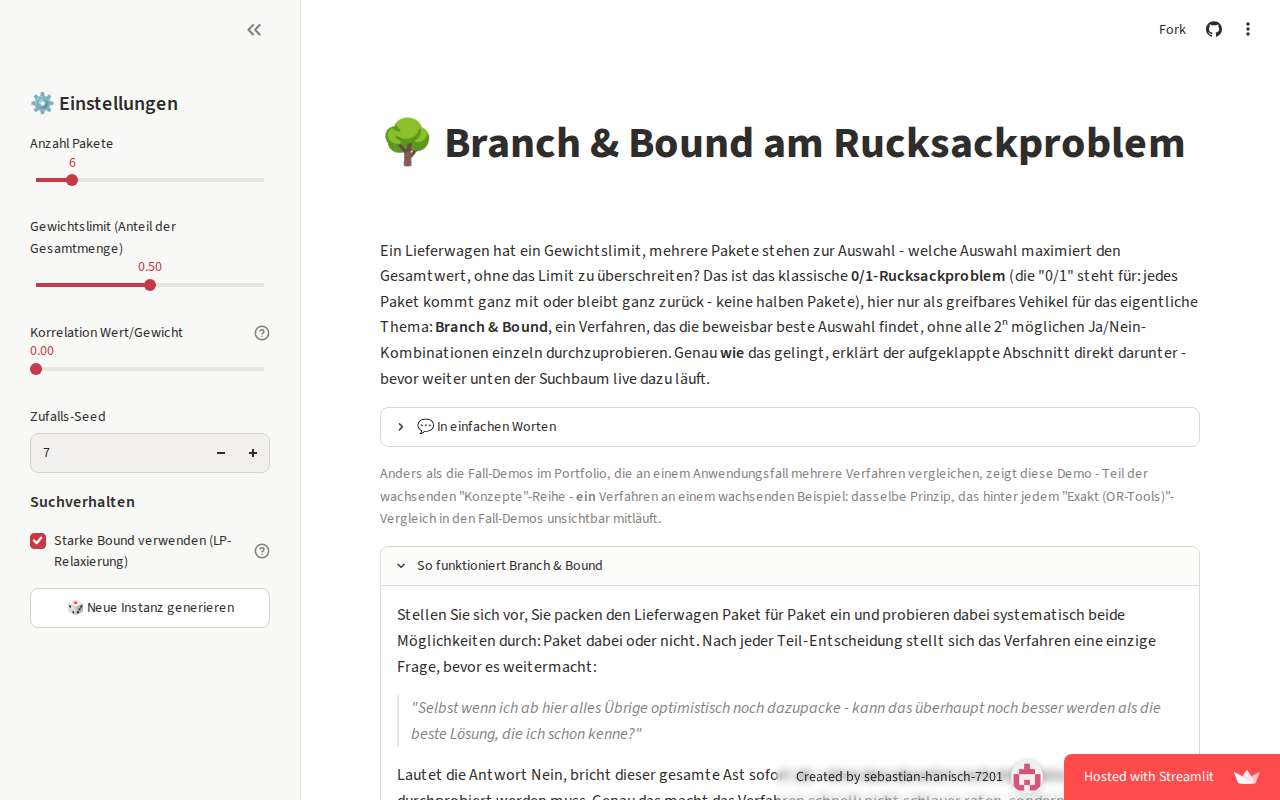 Fork
⚙️ Einstellungen
Anzahl Pakete
6
Gewichtslimit (Anteil der
Gesamtmenge)
0.50
Korrelation Wert/Gewicht
0.00
Zufalls-Seed
7
Suchverhalten
Starke Bound verwenden (LP-
Relaxierung)
🎲 Neue Instanz generieren
🌳 Branch & Bound am Rucksackproblem
Ein Lieferwagen hat ein Gewichtslimit, mehrere Pakete stehen zur Auswahl - welche Auswahl maximiert den
Gesamtwert, ohne das Limit zu überschreiten? Das ist das klassische 0/1-Rucksackproblem (die "0/1" steht für: jedes
Paket kommt ganz mit oder bleibt ganz zurück - keine halben Pakete), hier nur als greifbares Vehikel für das eigentliche
Thema: Branch & Bound, ein Verfahren, das die beweisbar beste Auswahl findet, ohne alle 2ⁿ möglichen Ja/Nein-
Kombinationen einzeln durchzuprobieren. Genau wie das gelingt, erklärt der aufgeklappte Abschnitt direkt darunter -
bevor weiter unten der Suchbaum live dazu läuft.
💬 In einfachen Worten
Anders als die Fall-Demos im Portfolio, die an einem Anwendungsfall mehrere Verfahren vergleichen, zeigt diese Demo - Teil der
wachsenden "Konzepte"-Reihe - ein Verfahren an einem wachsenden Beispiel: dasselbe Prinzip, das hinter jedem "Exakt (OR-Tools)"-
Vergleich in den Fall-Demos unsichtbar mitläuft.
So funktioniert Branch & Bound
Stellen Sie sich vor, Sie packen den Lieferwagen Paket für Paket ein und probieren dabei systematisch beide
Möglichkeiten durch: Paket dabei oder nicht. Nach jeder Teil-Entscheidung stellt sich das Verfahren eine einzige
Frage, bevor es weitermacht:
"Selbst wenn ich ab hier alles Übrige optimistisch noch dazupacke - kann das überhaupt noch besser werden als die
beste Lösung, die ich schon kenne?"
Lautet die Antwort Nein, bricht dieser gesamte Ast
Created by sebastian-hanisch-7201
Hosted with Streamlit